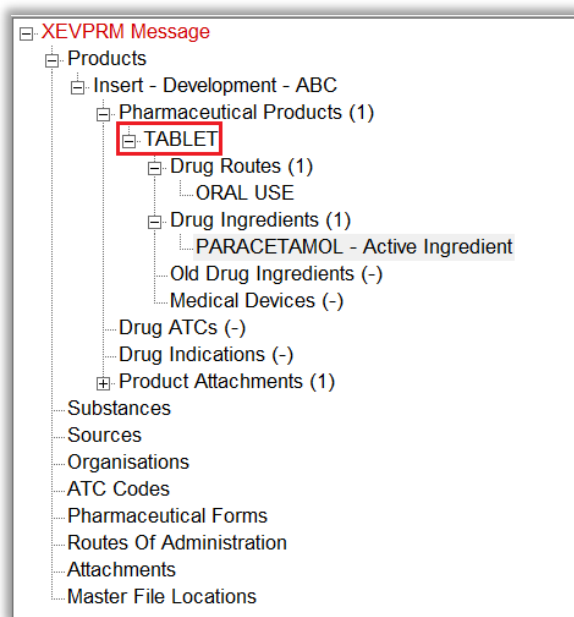 XEVPRM Message
Products
Insert - Development - ABC
Pharmaceutical Products (1)
TABLET
Drug Routes (1)
ORAL USE
Drug Ingredients (1)
PARACETAMOL - Active Ingredient
Old Drug Ingredients (-)
Medical Devices (-)
Drug ATCs (-)
Drug Indications (-)
Product Attachments (1)
Substances
Sources
Organisations
ATC Codes
Pharmaceutical Forms
Routes Of Administration
Attachments
Master File Locations